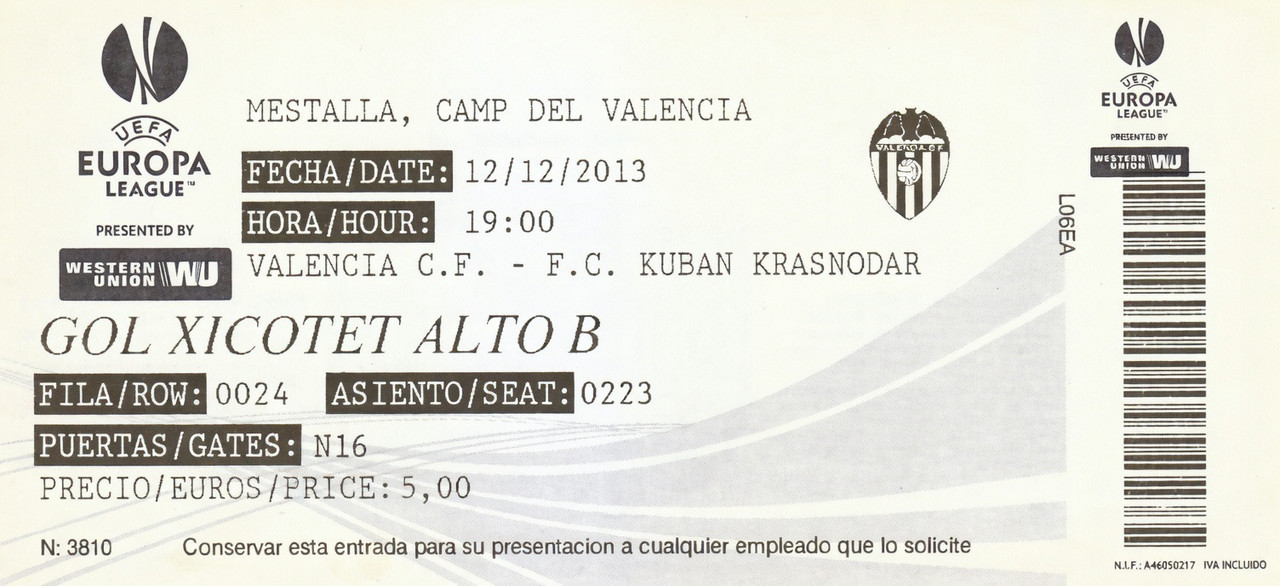 UEFA
EUROPA
LEAGUE™
PRESENTED BY
WESTERN
UNION WU
MESTALLA, CAMP DEL VALENCIA
FECHA/DATE: 12/12/2013
HORA/HOUR: 19:00
VALENCIA C.F. - F.C. KUBAN KRASNODAR
VALENCIA C.F
GOL XICOTET ALTO B
FILA/ROW: 0024 ASIENTO/SEAT: 0223
PUERTAS/GATES: N16
PRECIO/EUROS/PRICE: 5,00
N: 3810 Conservar esta entrada para su presentacion a cualquier empleado que lo solicite
UEFA
EUROPA
LEAGUE™
PRESENTED BY
WESTERN
UNION WU
L06EA
N.I.F.: A46050217 IVA INCLUIDO